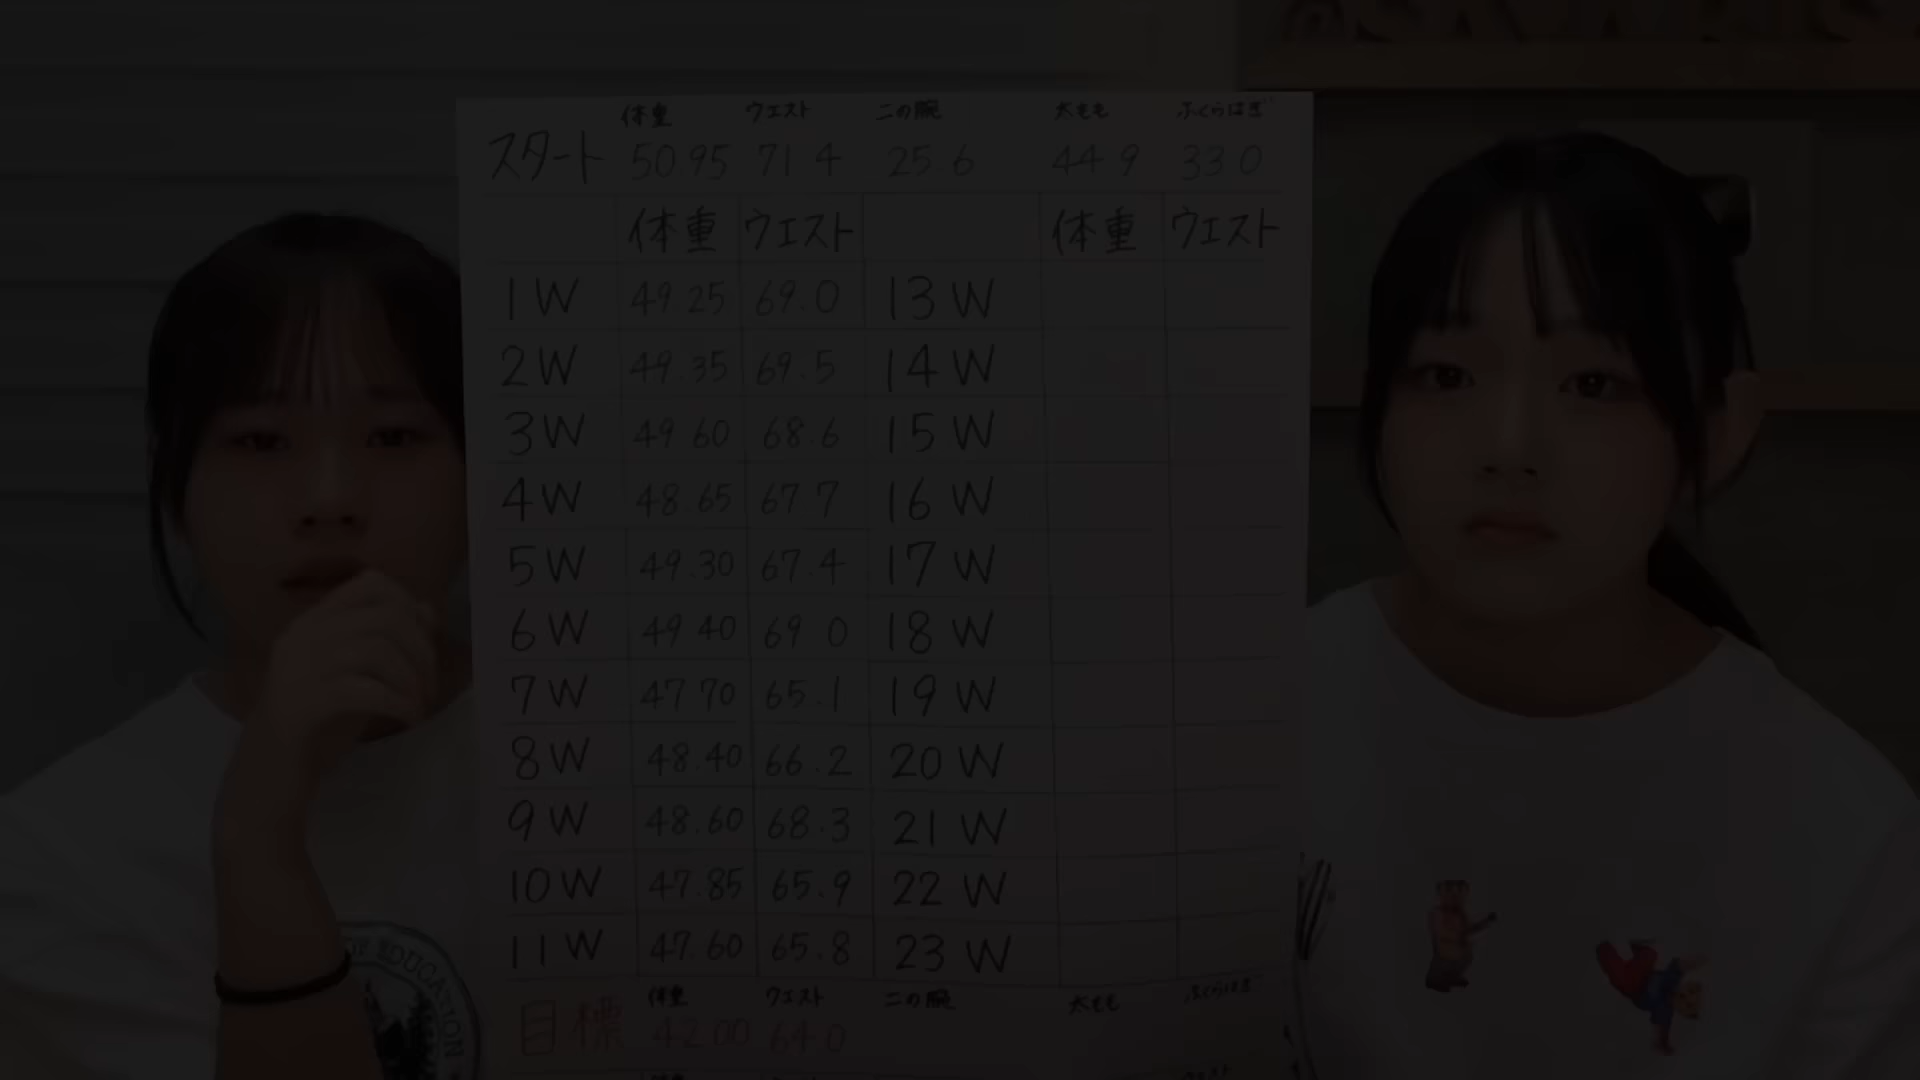 体重 ウエスト 二の腕 太もも ふくらはぎ
スタート 50.95 71.4 25.6 44.9 33.0
体重 ウエスト 体重 ウエスト
1W 49.25 69.0 13W
2W 49.35 69.5 14W
3W 49.60 68.6 15W
4W 48.65 67.7 16W
5W 49.30 67.4 17W
6W 49.40 69.0 18W
7W 47.70 65.1 19W
8W 48.40 66.2 20W
9W 48.60 68.3 21W
10W 47.85 65.9 22W
11W 47.60 65.8 23W
体重 ウエスト 二の腕 太もも ふくらはぎ
目標 42.00 64.0
OF EDUCATION